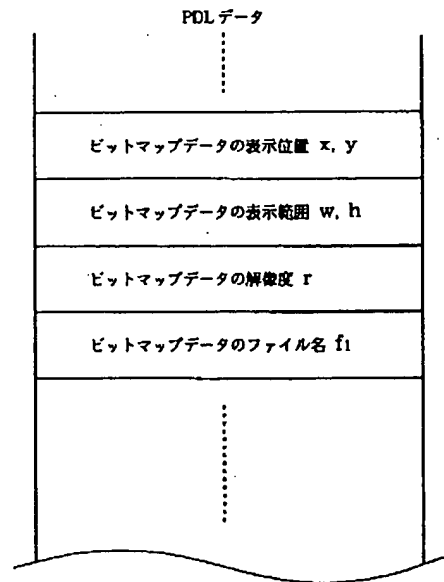 PDLデータ
ビットマップデータの表示位置 x, y
ビットマップデータの表示範囲 w, h
ビットマップデータの解像度 r
ビットマップデータのファイル名 f1